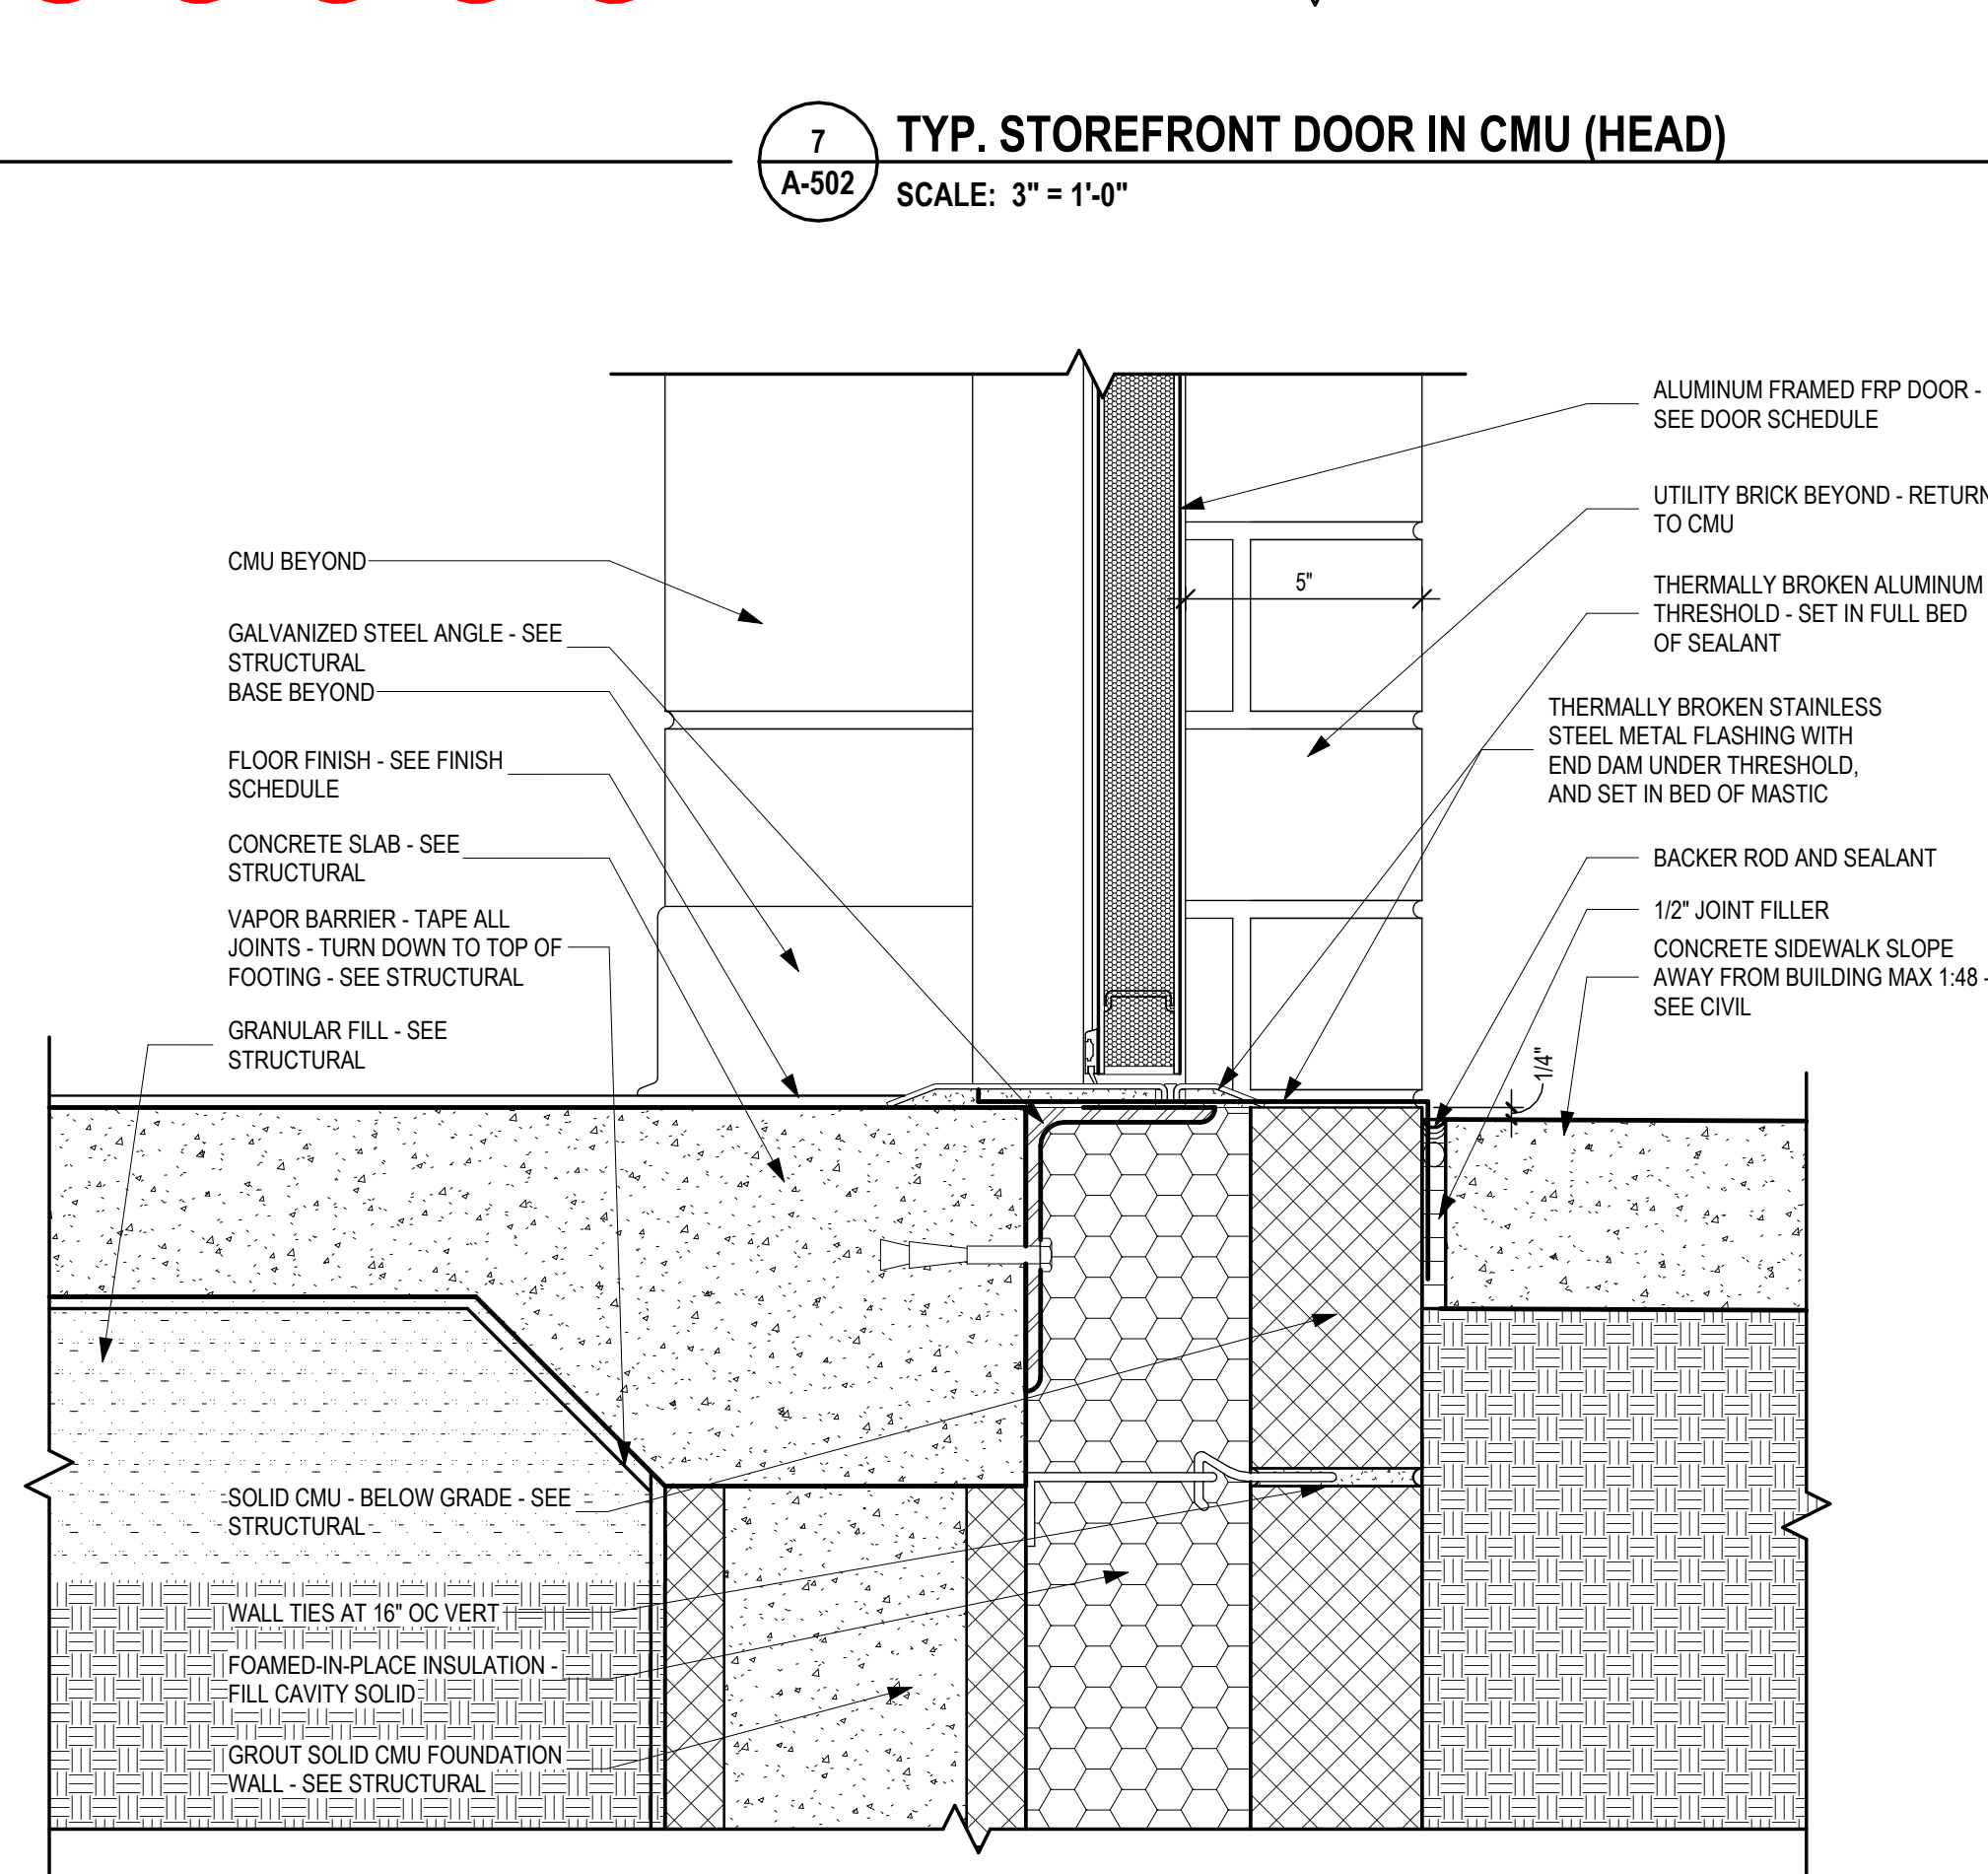 7
A-502
TYP. STOREFRONT DOOR IN CMU (HEAD)
SCALE: 3" = 1'-0"
CMU BEYOND
GALVANIZED STEEL ANGLE - SEE
STRUCTURAL
BASE BEYOND
FLOOR FINISH - SEE FINISH
SCHEDULE
CONCRETE SLAB - SEE
STRUCTURAL
VAPOR BARRIER - TAPE ALL
JOINTS - TURN DOWN TO TOP OF
FOOTING - SEE STRUCTURAL
GRANULAR FILL - SEE
STRUCTURAL
SOLID CMU - BELOW GRADE - SEE
STRUCTURAL
WALL TIES AT 16" OC VERT
FOAMED-IN-PLACE INSULATION -
FILL CAVITY SOLID
GROUT SOLID CMU FOUNDATION
WALL - SEE STRUCTURAL
5"
ALUMINUM FRAMED FRP DOOR -
SEE DOOR SCHEDULE
UTILITY BRICK BEYOND - RETURN
TO CMU
THERMALLY BROKEN ALUMINUM
THRESHOLD - SET IN FULL BED
OF SEALANT
THERMALLY BROKEN STAINLESS
STEEL METAL FLASHING WITH
END DAM UNDER THRESHOLD,
AND SET IN BED OF MASTIC
BACKER ROD AND SEALANT
1/2" JOINT FILLER
CONCRETE SIDEWALK SLOPE
AWAY FROM BUILDING MAX 1:48 -
SEE CIVIL
1/4"